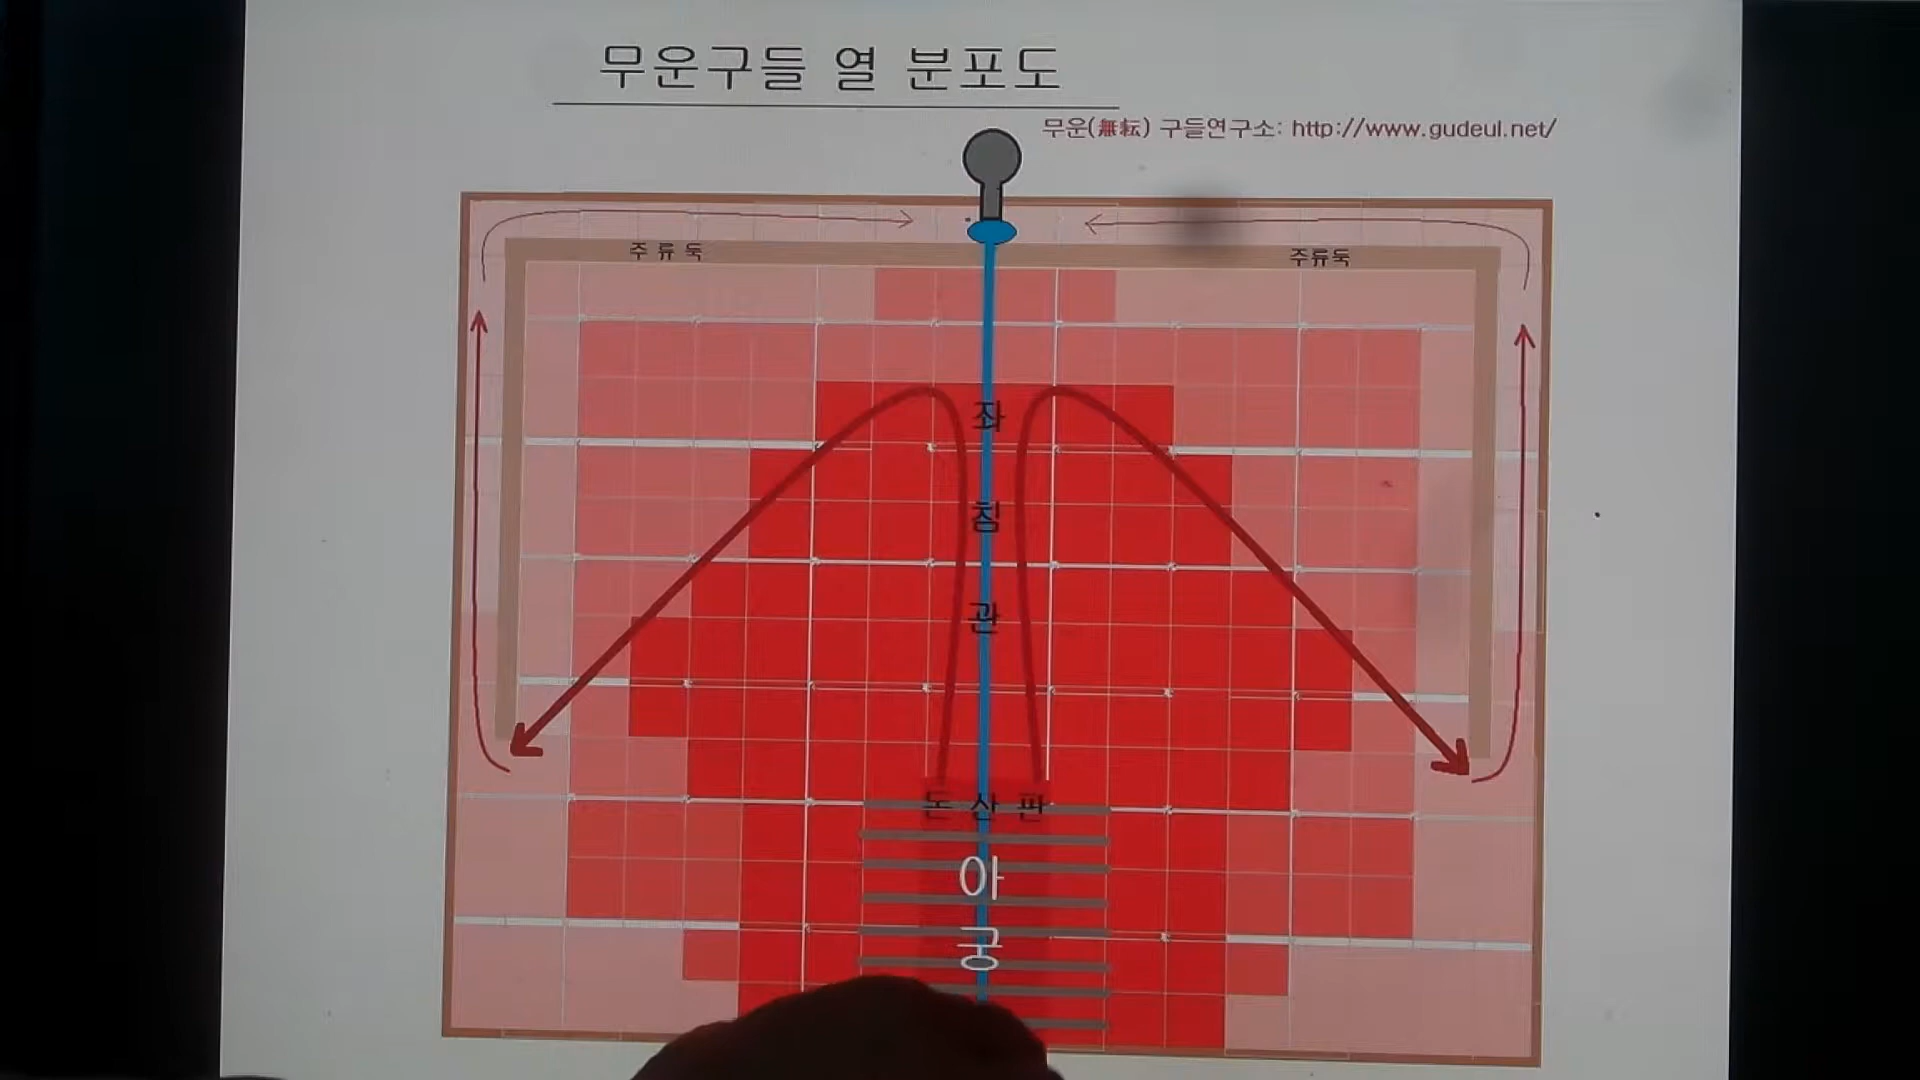 무운구들 열 분포도
무운(無転) 구들연구소: http://www.gudeul.net/
주 류 둑
주류둑
좌
침
관
돈 산 판
아
궁